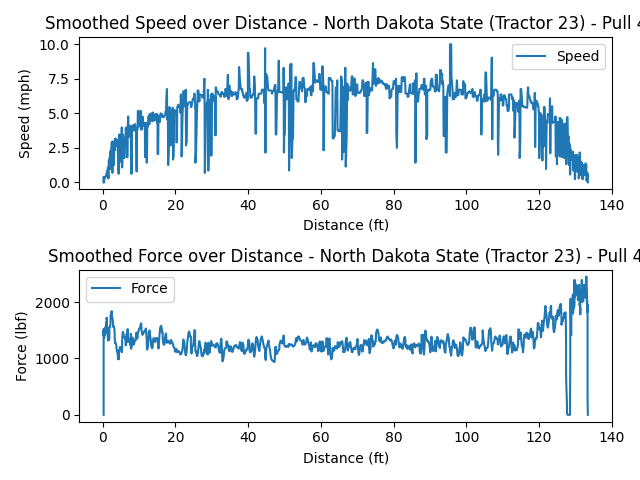 Smoothed Speed over Distance - North Dakota State (Tractor 23) - Pull 4
10.0
7.5
5.0
2.5
0.0
Speed (mph)
Speed
0 20 40 60 80 100 120 140
Distance (ft)
Smoothed Force over Distance - North Dakota State (Tractor 23) - Pull 4
2000
1000
0
Force (lbf)
Force
0 20 40 60 80 100 120 140
Distance (ft)